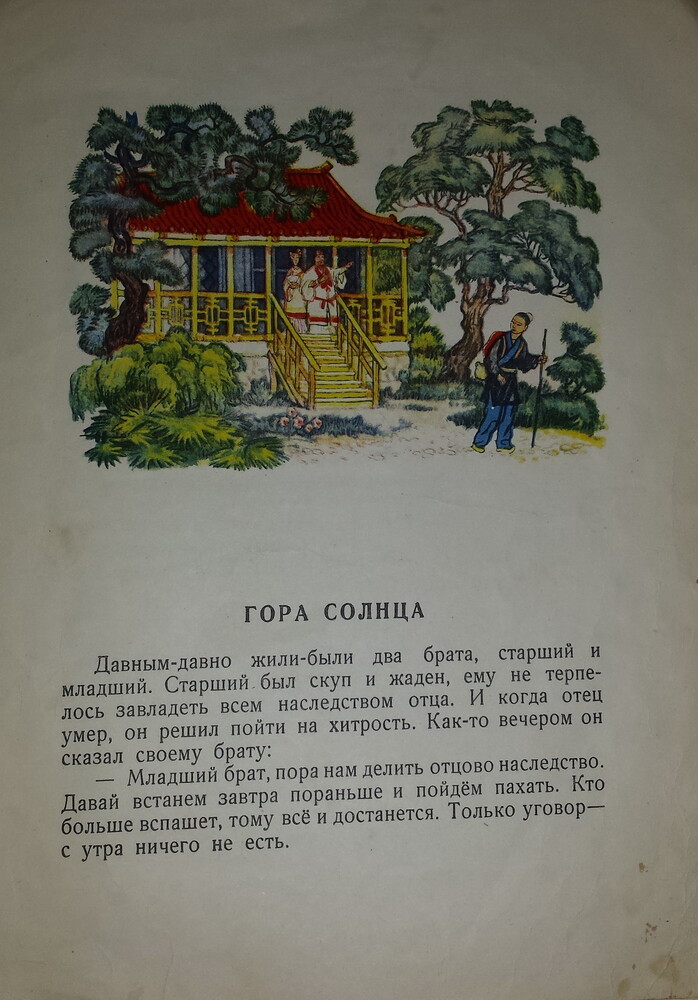 ГОРА СОЛНЦА
Давным-давно жили-были два брата, старший и
младший. Старший был скуп и жаден, ему не терпе-
лось завладеть всем наследством отца. И когда отец
умер, он решил пойти на хитрость. Как-то вечером он
сказал своему брату:
— Младший брат, пора нам делить отцово наследство.
Давай встанем завтра пораньше и пойдём пахать. Кто
больше вспашет, тому всё и достанется. Только уговор—
с утра ничего не есть.